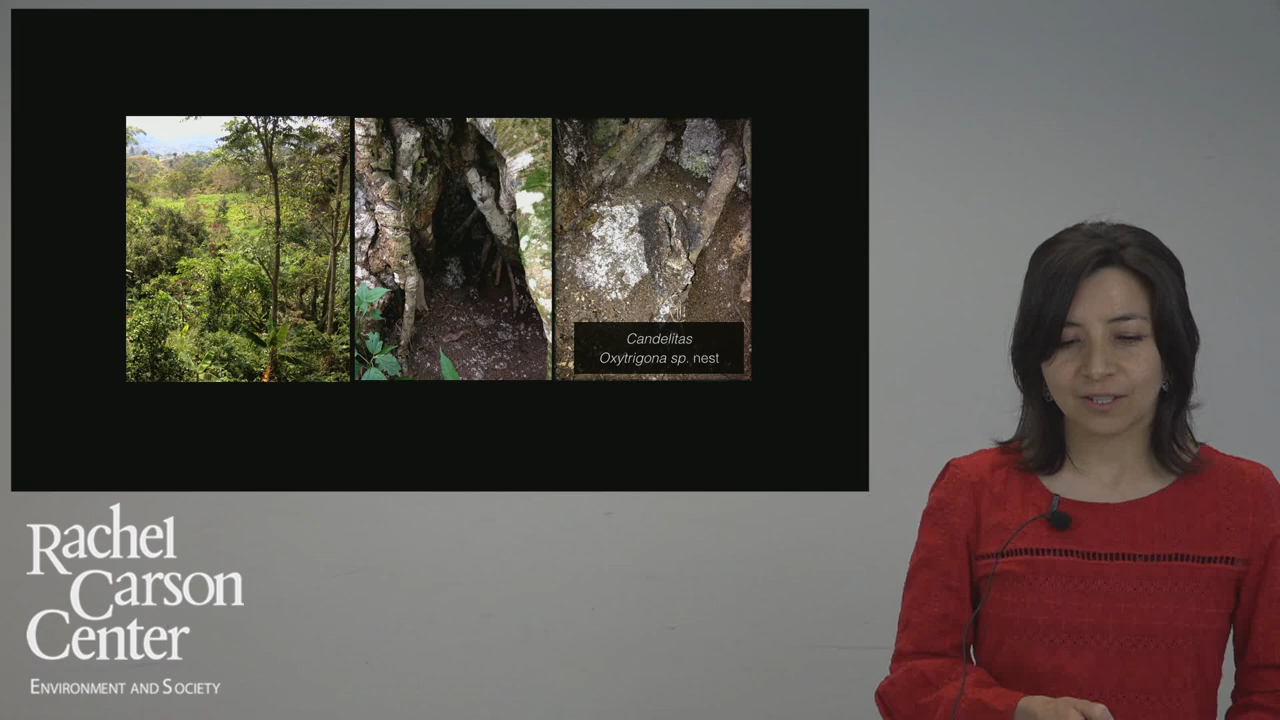 Candelitas
Oxytrigona sp. nest
Rachel
Carson
Center
ENVIRONMENT AND SOCIETY